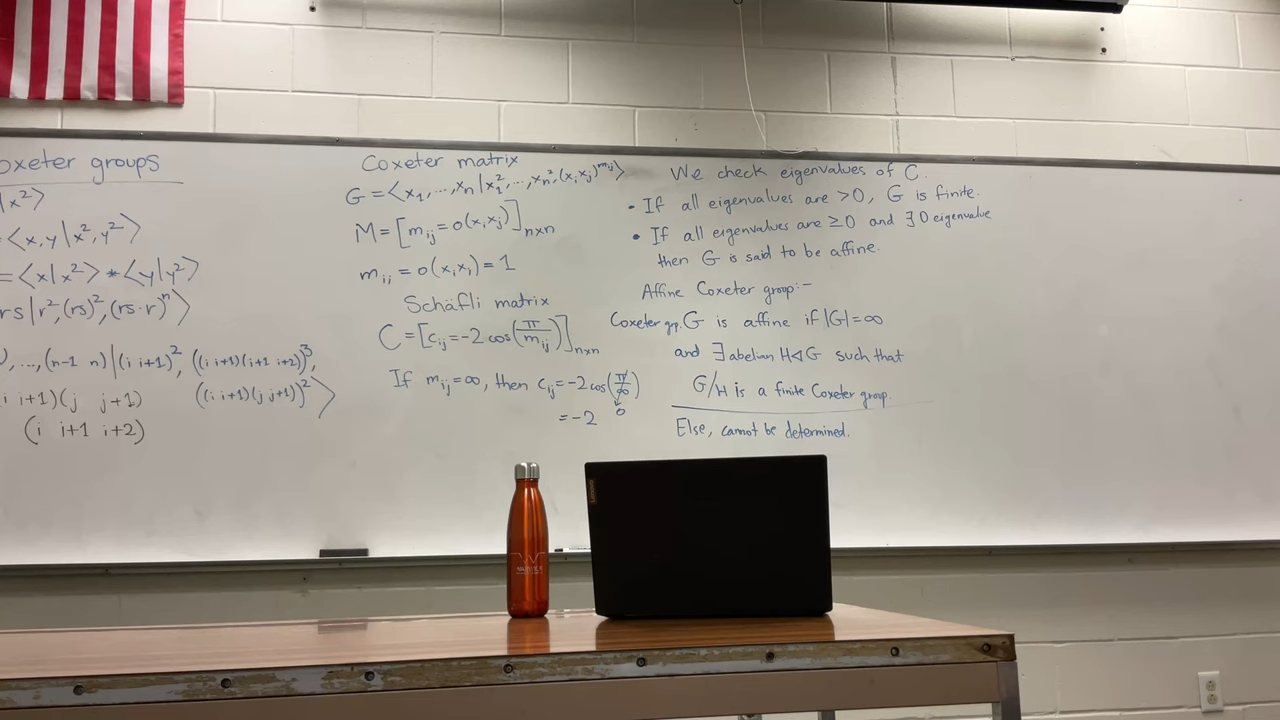 oxeter groups
|x²⟩
⟨x,y|x²,y²⟩
=⟨x|x²⟩*⟨y|y²⟩
rs|r²,(rs)²,(rs·r)ⁿ⟩
,...,(n-1 n)|(i i+1)²,((i i+1)(i+1 i+2))³,
i i+1)(j j+1) ((i i+1)(j j+1))²⟩
(i i+1 i+2)
Coxeter matrix
G=⟨x₁,...,xₙ|x₁²,...,xₙ²,(xᵢxⱼ)^mᵢⱼ⟩
M=[mᵢⱼ=o(xᵢxⱼ)]ₙₓₙ
mᵢᵢ=o(xᵢxᵢ)=1
Schäfli matrix
C=[cᵢⱼ=-2cos(π/mᵢⱼ)]ₙₓₙ
If mᵢⱼ=∞, then cᵢⱼ=-2cos(π/∞)
0
=-2
We check eigenvalues of C.
• If all eigenvalues are >0, G is finite.
• If all eigenvalues are ≥0 and ∃ 0 eigenvalue
then G is said to be affine.
Affine Coxeter group:-
Coxeter gp. G is affine if |G|=∞
and ∃ abelian H⊲G such that
G/H is a finite Coxeter group.
Else, cannot be determined.
Lenovo